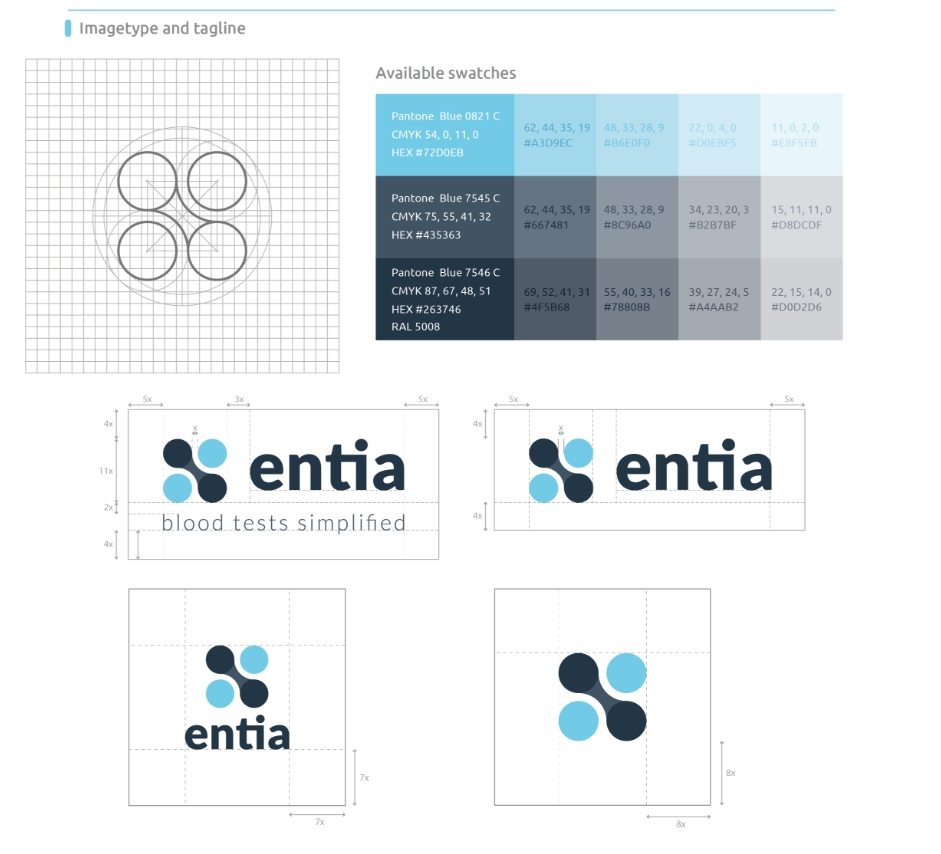 Imagetype and tagline
Available swatches
Pantone Blue 0821 C
CMYK 54, 0, 11, 0
HEX #72D0EB
62, 44, 35, 19
#A3D9EC
48, 33, 28, 9
#B6E0F0
22, 0, 4, 0
#D0EBF5
11, 0, 2, 0
#E8F5FB
Pantone Blue 7545 C
CMYK 75, 55, 41, 32
HEX #435363
62, 44, 35, 19
#667481
48, 33, 28, 9
#8C96A0
34, 23, 20, 3
#B2B7BF
15, 11, 11, 0
#D8DCDF
Pantone Blue 7546 C
CMYK 87, 67, 48, 51
HEX #263746
RAL 5008
69, 52, 41, 31
#4F5B68
55, 40, 33, 16
#78808B
39, 27, 24, 5
#A4AAB2
22, 15, 14, 0
#D0D2D6
5x
3x
5x
4x
x
11x
entia
2x
blood tests simplified
4x
5x
5x
4x
x
entia
4x
entia
7x
7x
8x
8x